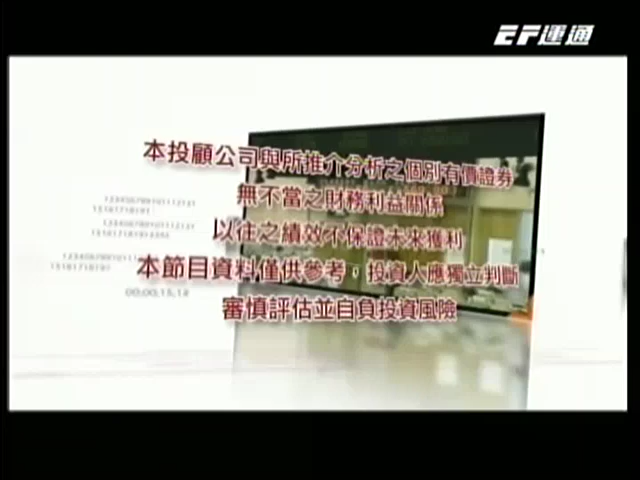 EF運通
本投顧公司與所推介分析之個別有價證券
無不當之財務利益關係
以往之績效不保證未來獲利
本節目資料僅供參考，投資人應獨立判斷
審慎評估並自負投資風險
00,00,15,12